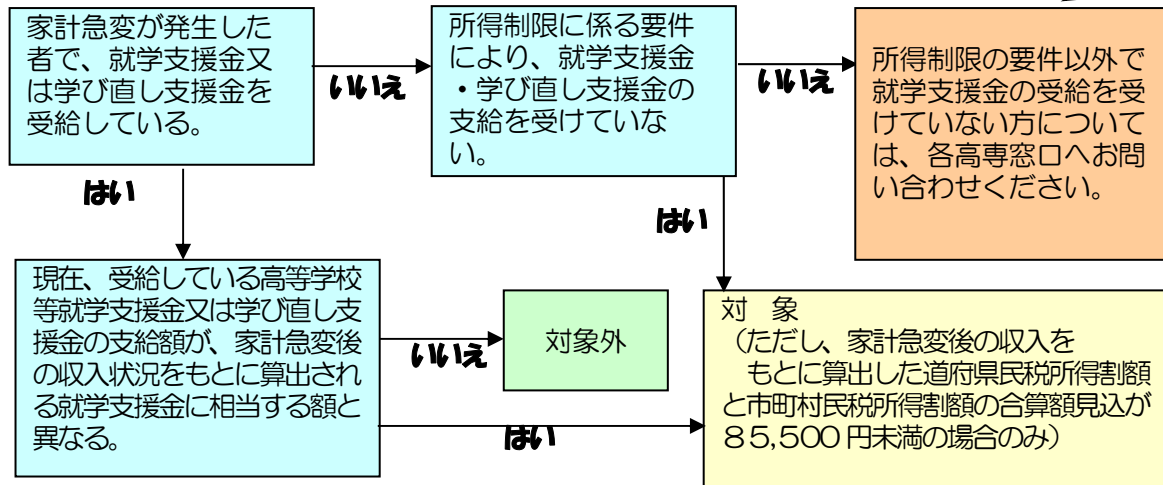 家計急変が発生した
者で、就学支援金又
は学び直し支援金を
受給している。
いいえ
所得制限に係る要件
により、就学支援金
・学び直し支援金の
支給を受けていな
い。
いいえ
所得制限の要件以外で
就学支援金の受給を受
けていない方について
は、各高専窓口へお問
い合わせください。
はい
はい
現在、受給している高等学校
等就学支援金又は学び直し支
援金の支給額が、家計急変後
の収入状況をもとに算出され
る就学支援金に相当する額と
異なる。
いいえ
対象外
はい
対 象
（ただし、家計急変後の収入を
もとに算出した道府県民税所得割額
と市町村民税所得割額の合算額見込が
８５,５００円未満の場合のみ）